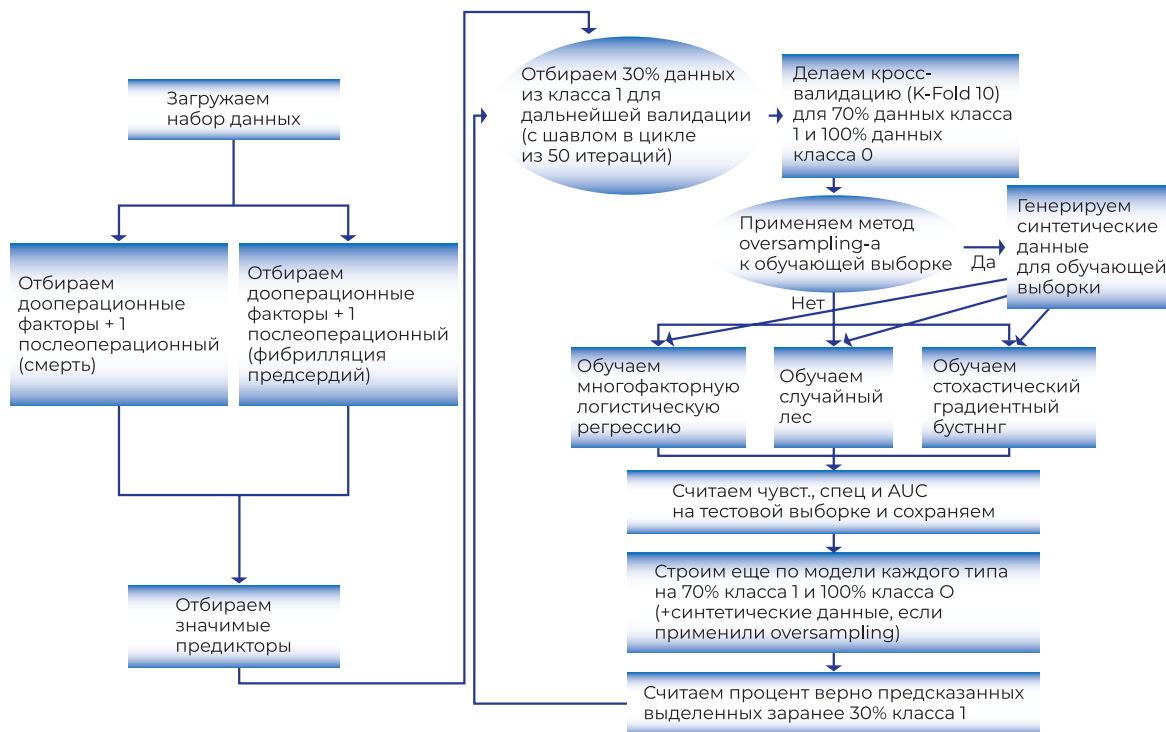 Загружаем
набор данных
Отбираем
дооперационные
факторы + 1
послеоперационный
(смерть)
Отбираем
дооперационные
факторы + 1
послеоперационный
(фибрилляция
предсердий)
Отбираем
значимые
предикторы
Отбираем 30% данных
из класса 1 для
дальнейшей валидации
(с шавлом в цикле
из 50 итераций)
Делаем кросс-
валидацию (K-Fold 10)
для 70% данных класса
1 и 100% данных
класса 0
Применяем метод
oversampling-а
к обучающей выборке
Да
Нет
Генерируем
синтетические
данные
для обучающей
выборки
Обучаем
многофакторную
логистическую
регрессию
Обучаем
случайный
лес
Обучаем
стохастический
градиентный
бустннг
Считаем чувст., спец и AUC
на тестовой выборке и сохраняем
Строим еще по модели каждого типа
на 70% класса 1 и 100% класса O
(+синтетические данные, если
применили oversampling)
Считаем процент верно предсказанных
выделенных заранее 30% класса 1